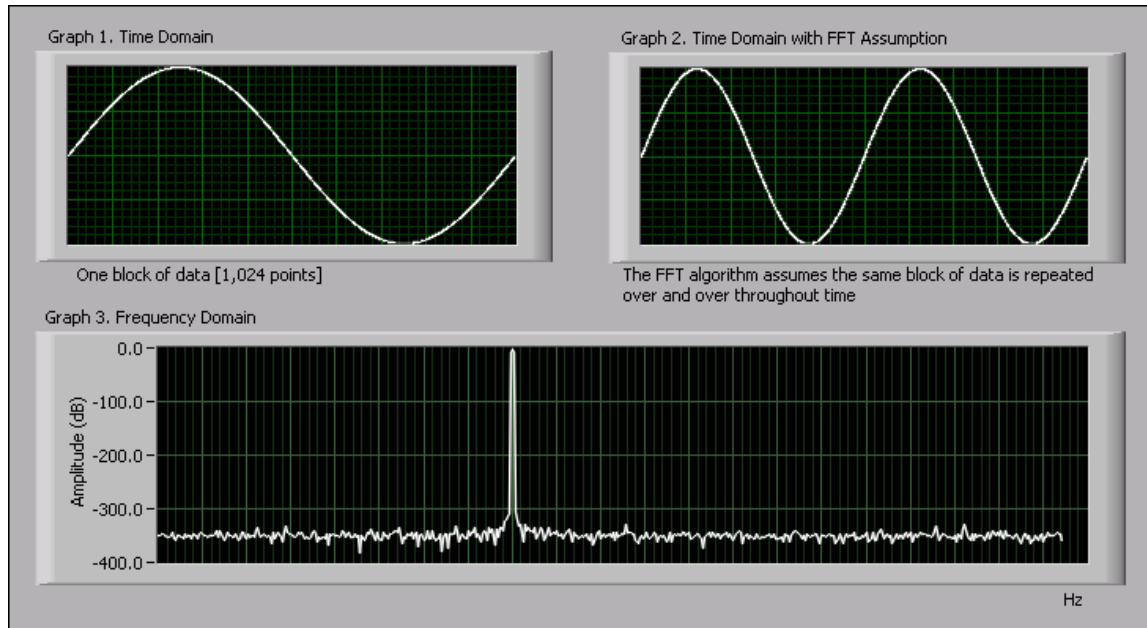 Graph 1. Time Domain
Graph 2. Time Domain with FFT Assumption
One block of data [1,024 points]
The FFT algorithm assumes the same block of data is repeated
over and over throughout time
Graph 3. Frequency Domain
Amplitude (dB)
0.0
-100.0
-200.0
-300.0
-400.0
Hz